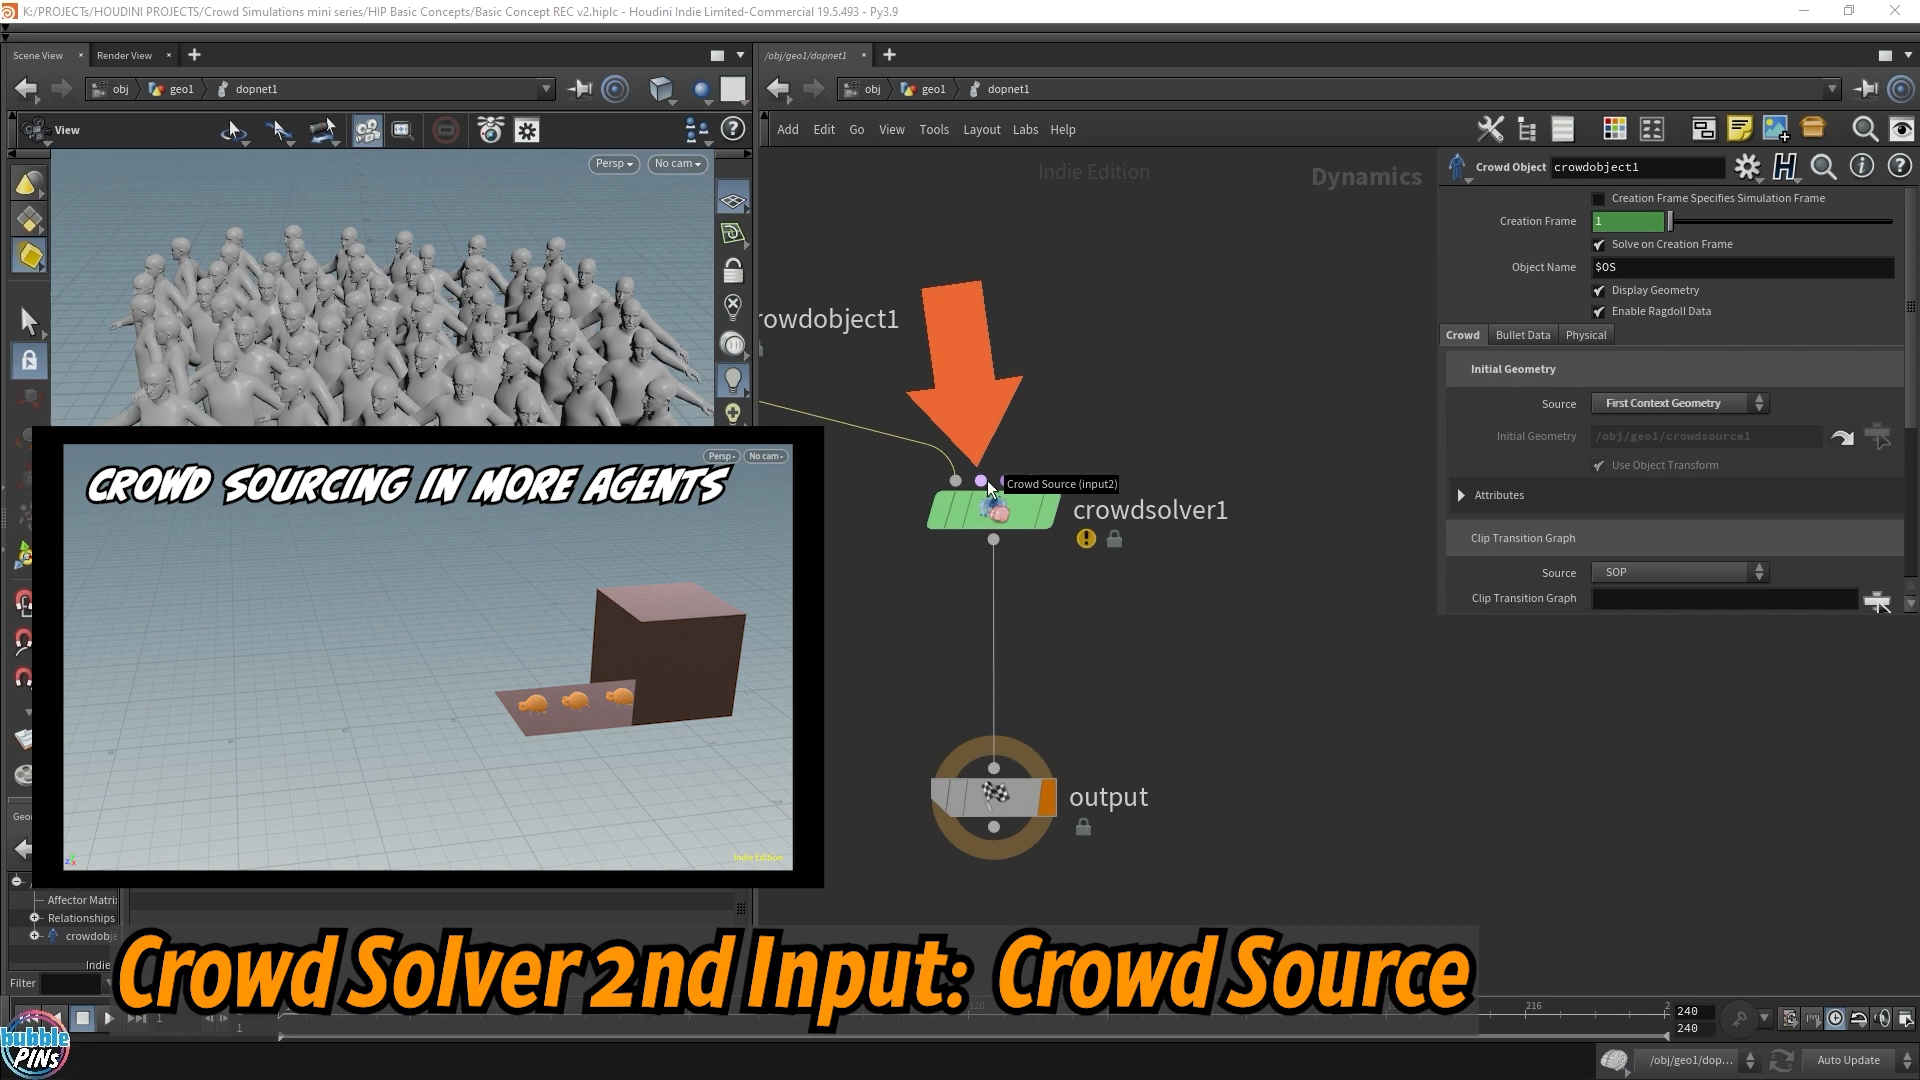 K:/PROJECTs/HOUDINI PROJECTS/Crowd Simulations mini series/HIP Basic Concepts/Basic Concept REC v2.hiplc - Houdini Indie Limited-Commercial 19.5.493 - Py3.9
Scene View
Render View
/obj/geo1/dopnet1
obj
geo1
dopnet1
obj
geo1
dopnet1
View
Add Edit Go View Tools Layout Labs Help
Persp
No cam
Indie Edition
Dynamics
Crowd Object
crowdobject1
Creation Frame Specifies Simulation Frame
Creation Frame
1
Solve on Creation Frame
Object Name
$OS
Display Geometry
Enable Ragdoll Data
Crowd
Bullet Data
Physical
Initial Geometry
Source
First Context Geometry
Initial Geometry
/obj/geo1/crowdsource1
Use Object Transform
Attributes
Clip Transition Graph
Source
SOP
Clip Transition Graph
rowdobject1
Crowd Source (input2)
crowdsolver1
output
Persp
No cam
CROWD SOURCING IN MORE AGENTS
Indie Edition
Affector Matri
Relationships
crowdobje
Indie
Filter
Crowd Solver 2nd Input: Crowd Source
1
1
120
216
2
240
240
bubble
PINs
/obj/geo1/dop...
Auto Update